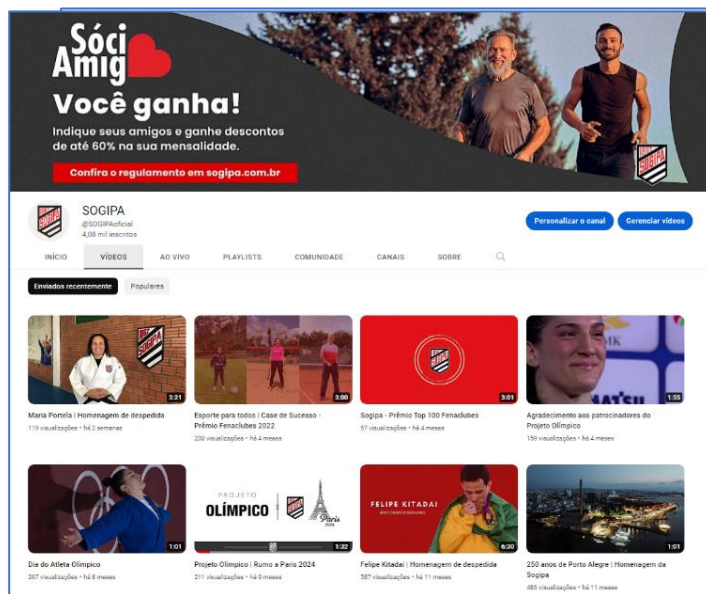 Sóci
Amig
Você ganha!
Indique seus amigos e ganhe descontos
de até 60% na sua mensalidade.
Confira o regulamento em sogipa.com.br
SOGIPA
SOGIPA
@SOGIPAoficial
4,08 mil inscritos
Personalizar o canal
Gerenciar vídeos
INÍCIO
VÍDEOS
AO VIVO
PLAYLISTS
COMUNIDADE
CANAIS
SOBRE
Enviados recentemente
Populares
SOGIPA
3:21
3:00
3:01
1:55
Maria Portela | Homenagem de despedida
119 visualizações • há 2 semanas
Esporte para todos | Case de Sucesso -
Prêmio Fenaclubes 2022
230 visualizações • há 4 meses
Sogipa - Prêmio Top 100 Fenaclubes
57 visualizações • há 4 meses
Agradecimento aos patrocinadores do
Projeto Olímpico
159 visualizações • há 4 meses
1:01
PROJETO
OLÍMPICO
Paris
2024
1:32
FELIPE KITADAI
6:30
1:01
Dia do Atleta Olímpico
267 visualizações • há 8 meses
Projeto Olímpico | Rumo a Paris 2024
211 visualizações • há 9 meses
Felipe Kitadai | Homenagem de despedida
587 visualizações • há 11 meses
250 anos de Porto Alegre | Homenagem da
Sogipa
486 visualizações • há 11 meses